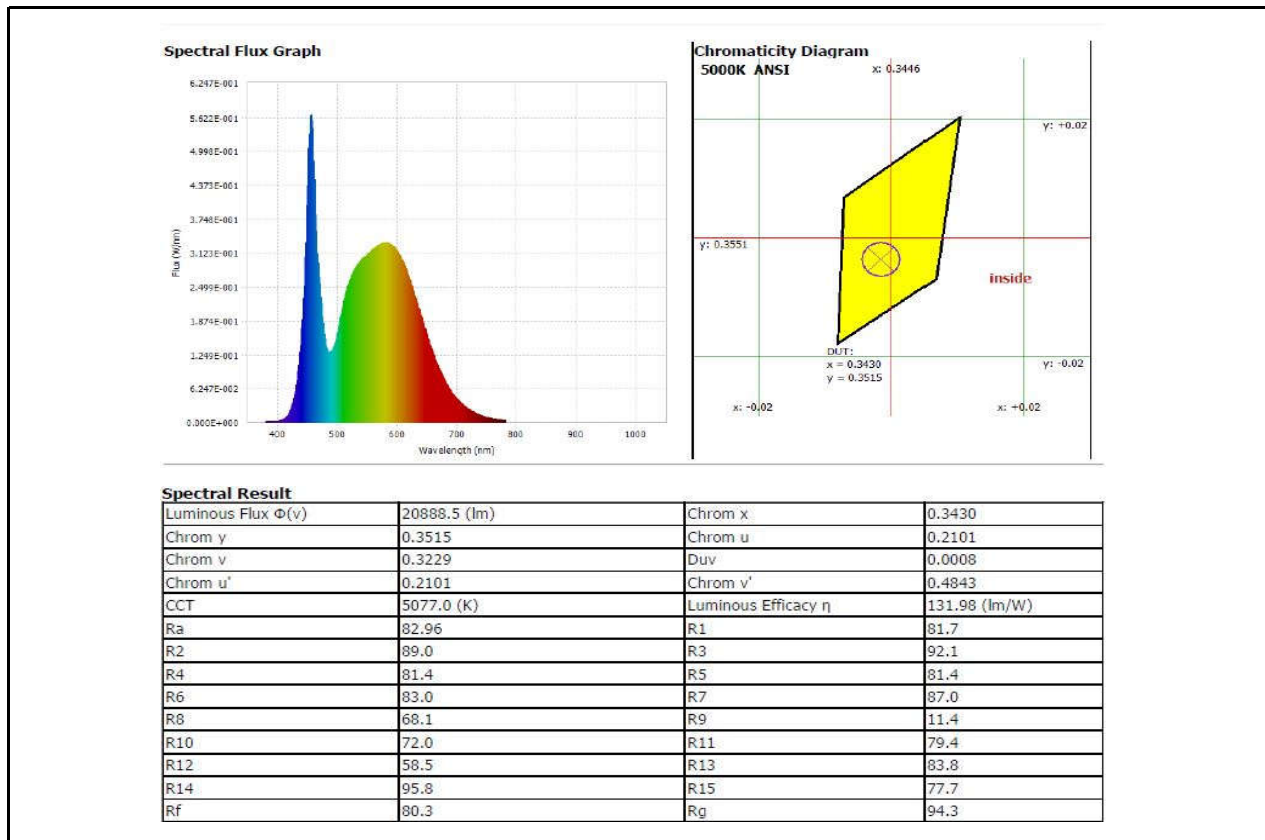 Spectral Flux Graph
6.247E-001
5.622E-001
4.998E-001
4.373E-001
3.748E-001
3.123E-001
2.499E-001
1.874E-001
1.249E-001
6.247E-002
0.000E+000
Flux (W/nm)
400 500 600 700 800 900 1000
Wavelength (nm)
Chromaticity Diagram
5000K ANSI
x: 0.3446
y: +0.02
y: 0.3551
inside
DUT:
x = 0.3430
y = 0.3515
y: -0.02
x: -0.02
x: +0.02
Spectral Result
Luminous Flux Φ(v) 20888.5 (lm) Chrom x 0.3430
Chrom y 0.3515 Chrom u 0.2101
Chrom v 0.3229 Duv 0.0008
Chrom u' 0.2101 Chrom v' 0.4843
CCT 5077.0 (K) Luminous Efficacy η 131.98 (lm/W)
Ra 82.96 R1 81.7
R2 89.0 R3 92.1
R4 81.4 R5 81.4
R6 83.0 R7 87.0
R8 68.1 R9 11.4
R10 72.0 R11 79.4
R12 58.5 R13 83.8
R14 95.8 R15 77.7
Rf 80.3 Rg 94.3